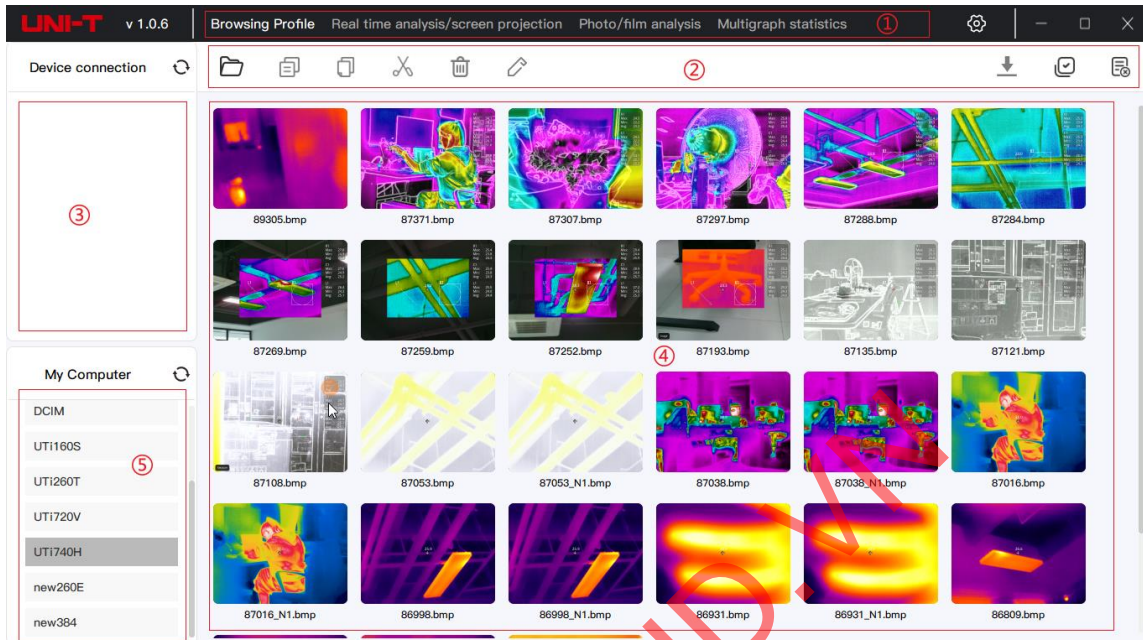 UNI-T v 1.0.6 Browsing Profile Real time analysis/screen projection Photo/film analysis Multigraph statistics ①
Device connection ②
③
89305.bmp 87371.bmp 87307.bmp 87297.bmp 87288.bmp 87284.bmp
87269.bmp 87259.bmp 87252.bmp 87193.bmp 87135.bmp 87121.bmp
④
My Computer
DCIM
UTi160S
⑤
UTi260T
UTi720V
UTi740H
new260E
new384
87108.bmp 87053.bmp 87053_N1.bmp 87038.bmp 87038_N1.bmp 87016.bmp
87016_N1.bmp 86998.bmp 86998_N1.bmp 86931.bmp 86931_N1.bmp 86809.bmp